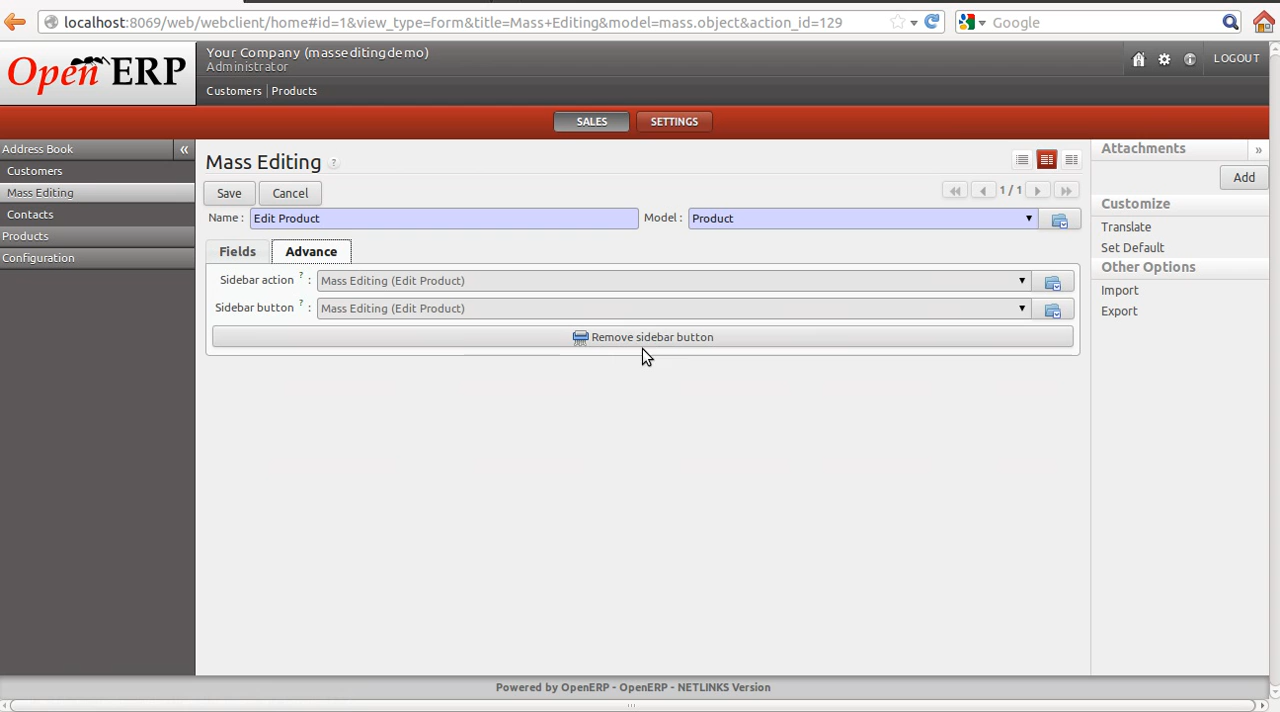 localhost:8069/web/webclient/home#id=1&view_type=form&title=Mass+Editing&model=mass.object&action_id=129
Google
Open ERP
Your Company (masseditingdemo)
Administrator
LOGOUT
Customers | Products
SALES
SETTINGS
Address Book
«
Customers
Mass Editing
Contacts
Products
Configuration
Mass Editing ?
Save
Cancel
1 / 1
Name :
Edit Product
Model :
Product
Fields
Advance
Sidebar action ? :
Mass Editing (Edit Product)
Sidebar button ? :
Mass Editing (Edit Product)
Remove sidebar button
Attachments
»
Add
Customize
Translate
Set Default
Other Options
Import
Export
Powered by OpenERP - OpenERP - NETLINKS Version